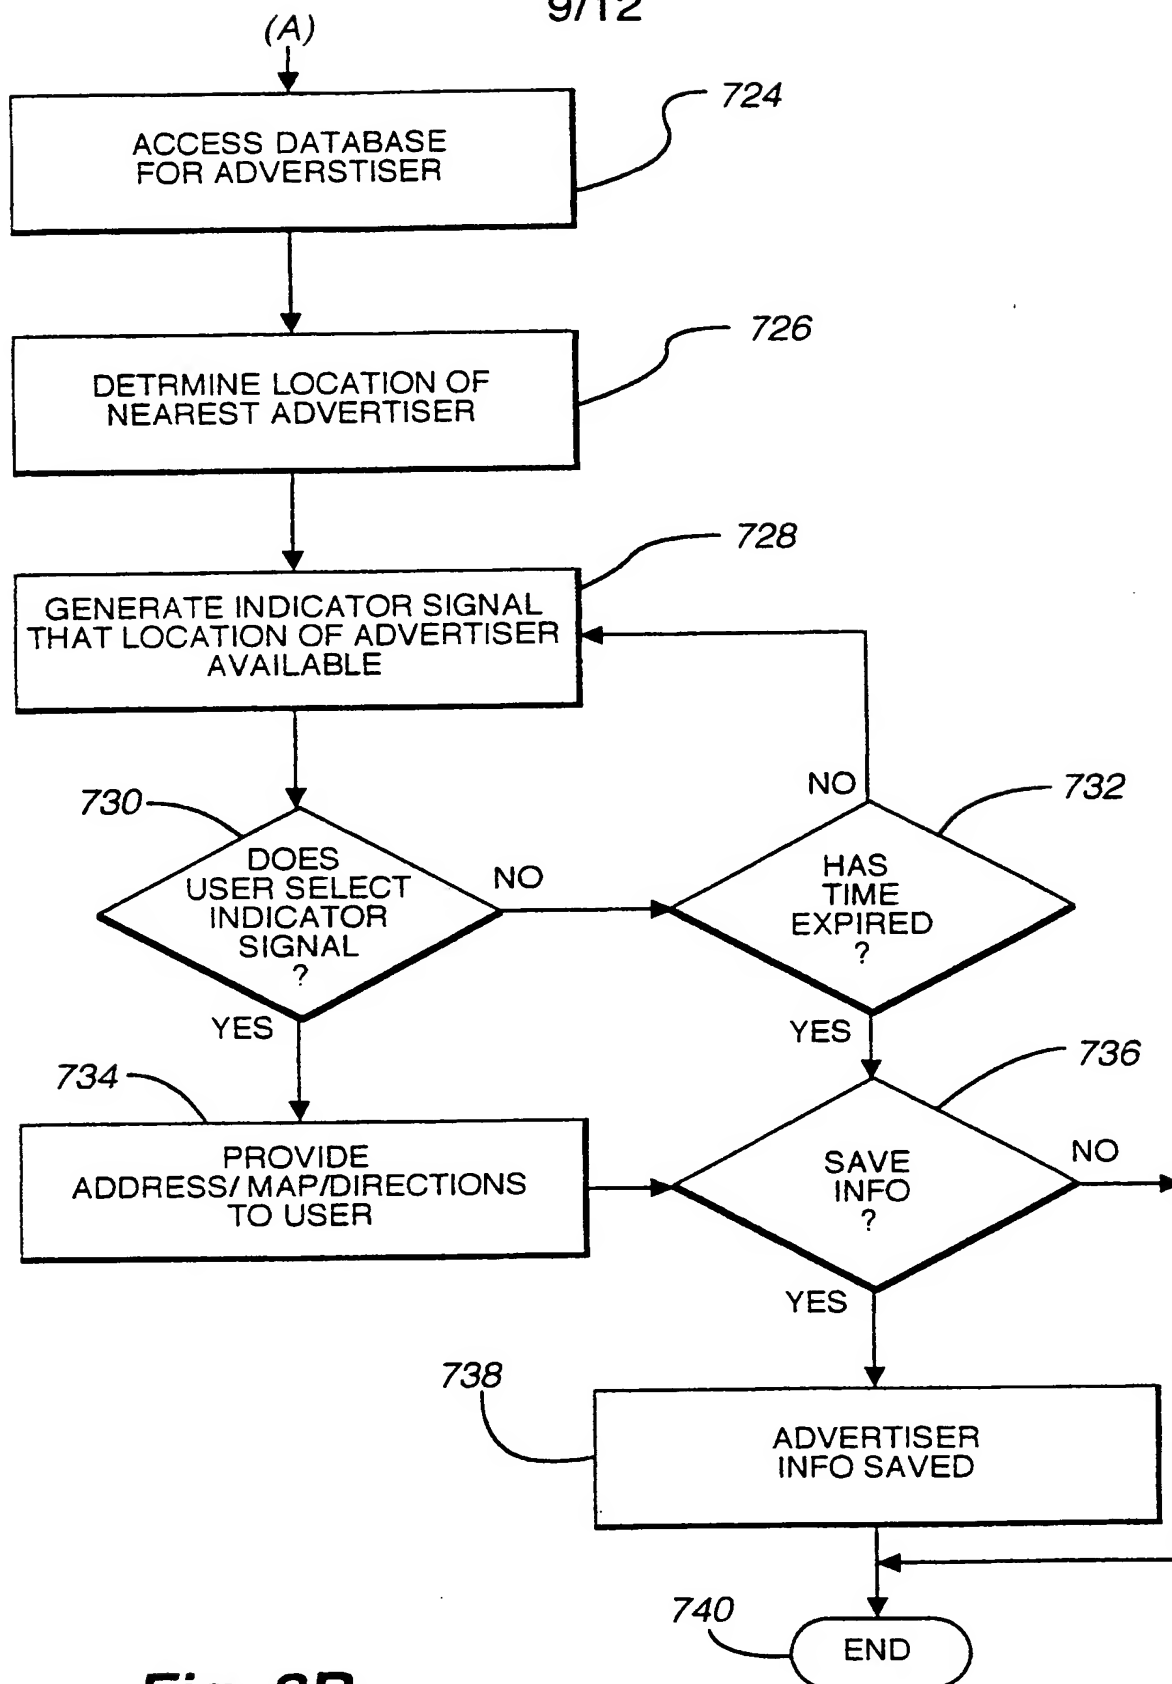 9/12
(A)
ACCESS DATABASE
FOR ADVERSTISER
724
DETRMINE LOCATION OF
NEAREST ADVERTISER
726
GENERATE INDICATOR SIGNAL
THAT LOCATION OF ADVERTISER
AVAILABLE
728
730
DOES
USER SELECT
INDICATOR
SIGNAL
?
NO
YES
NO
732
HAS
TIME
EXPIRED
?
YES
734
PROVIDE
ADDRESS/ MAP/DIRECTIONS
TO USER
736
SAVE
INFO
?
NO
YES
738
ADVERTISER
INFO SAVED
740
END